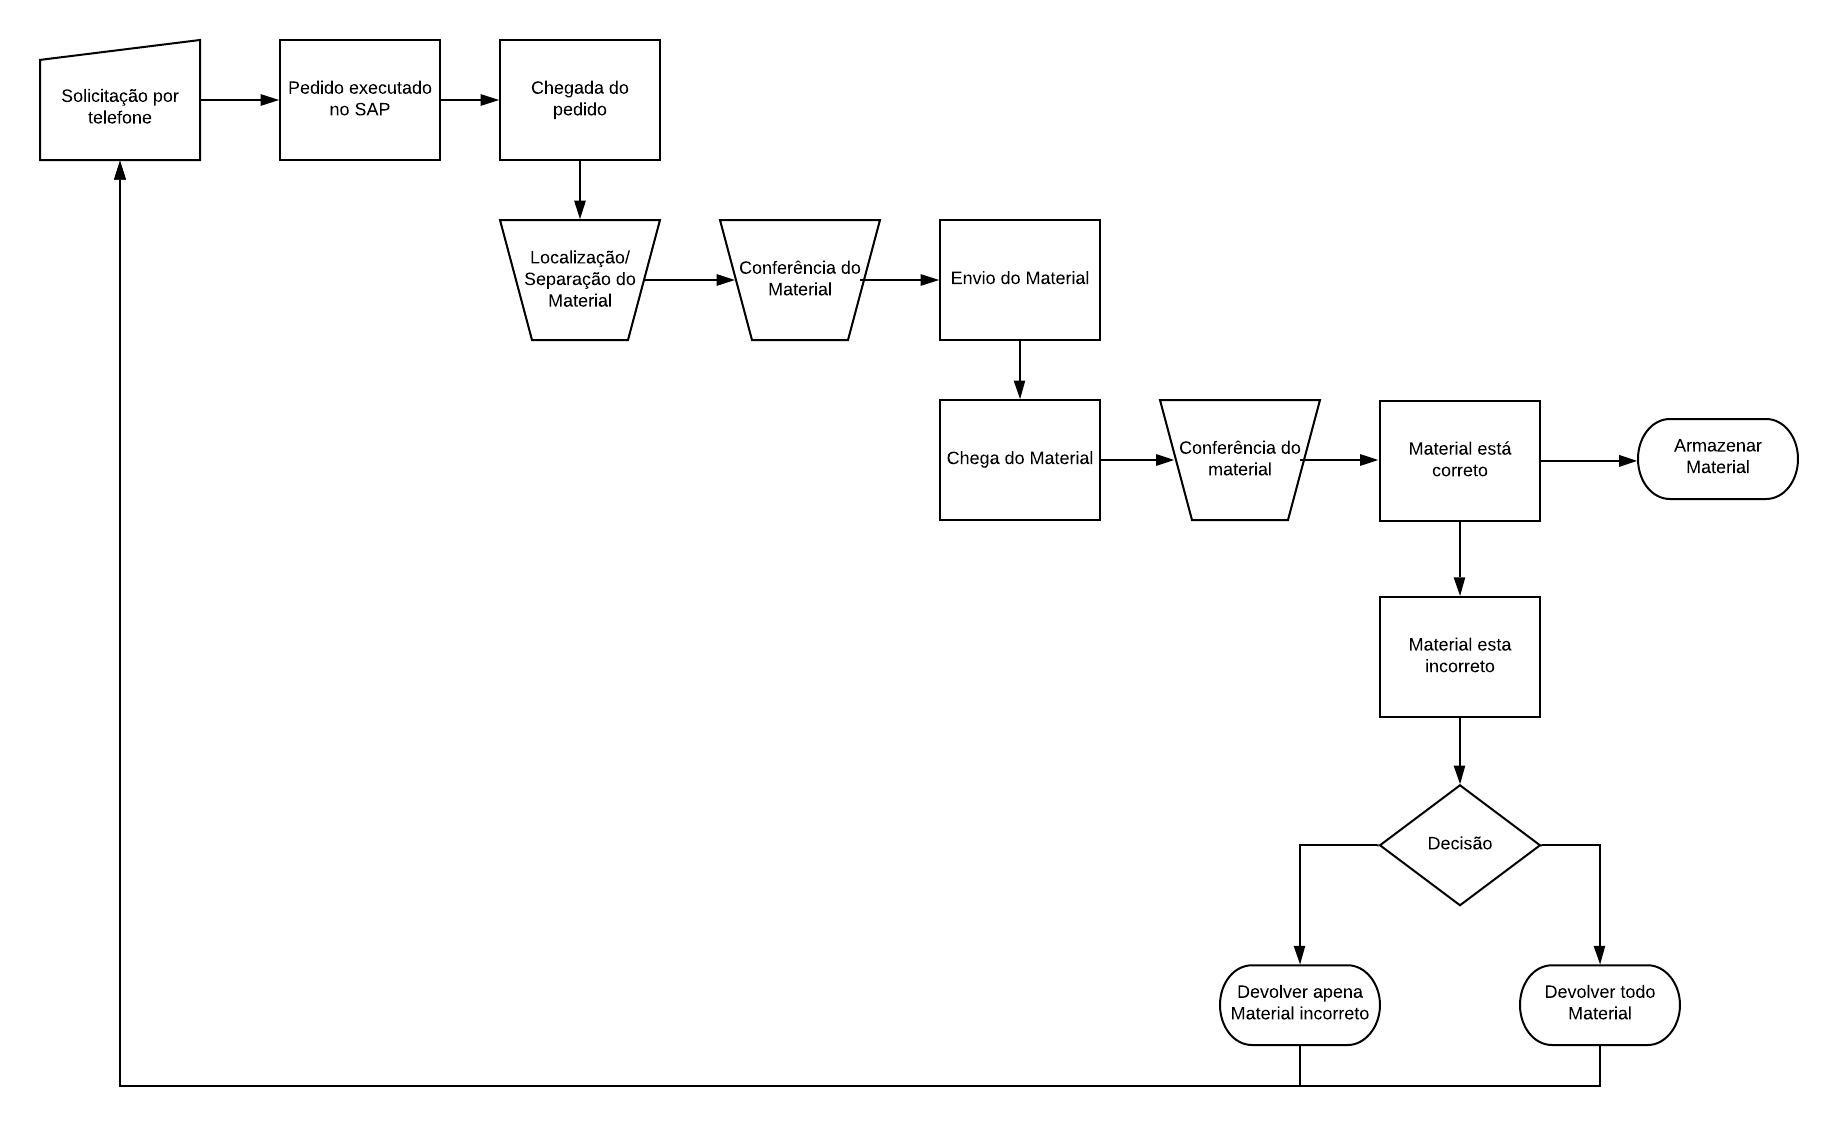 Solicitação por
telefone
Pedido executado
no SAP
Chegada do
pedido
Localização/
Separação do
Material
Conferência do
Material
Envio do Material
Chega do Material
Conferência do
material
Material está
correto
Armazenar
Material
Material esta
incorreto
Decisão
Devolver apena
Material incorreto
Devolver todo
Material